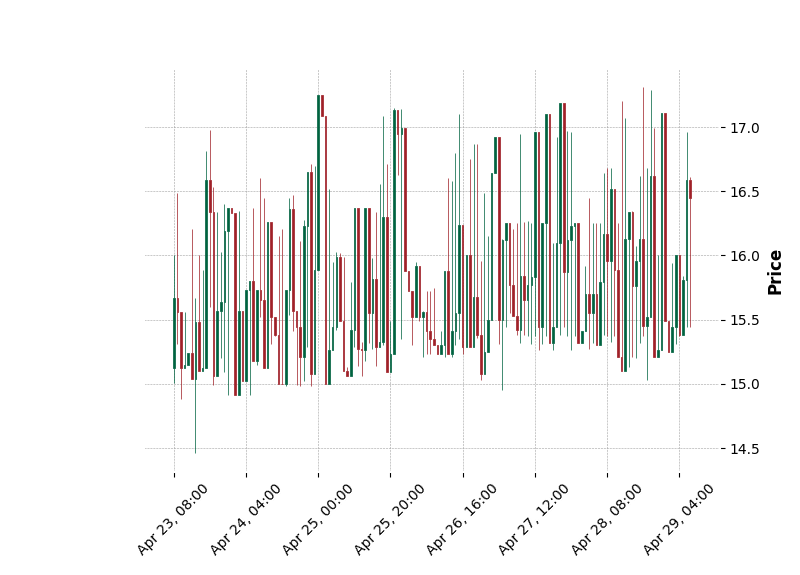 17.0
16.5
16.0
15.5
15.0
14.5
Price
Apr 23, 08:00
Apr 24, 04:00
Apr 25, 00:00
Apr 25, 20:00
Apr 26, 16:00
Apr 27, 12:00
Apr 28, 08:00
Apr 29, 04:00